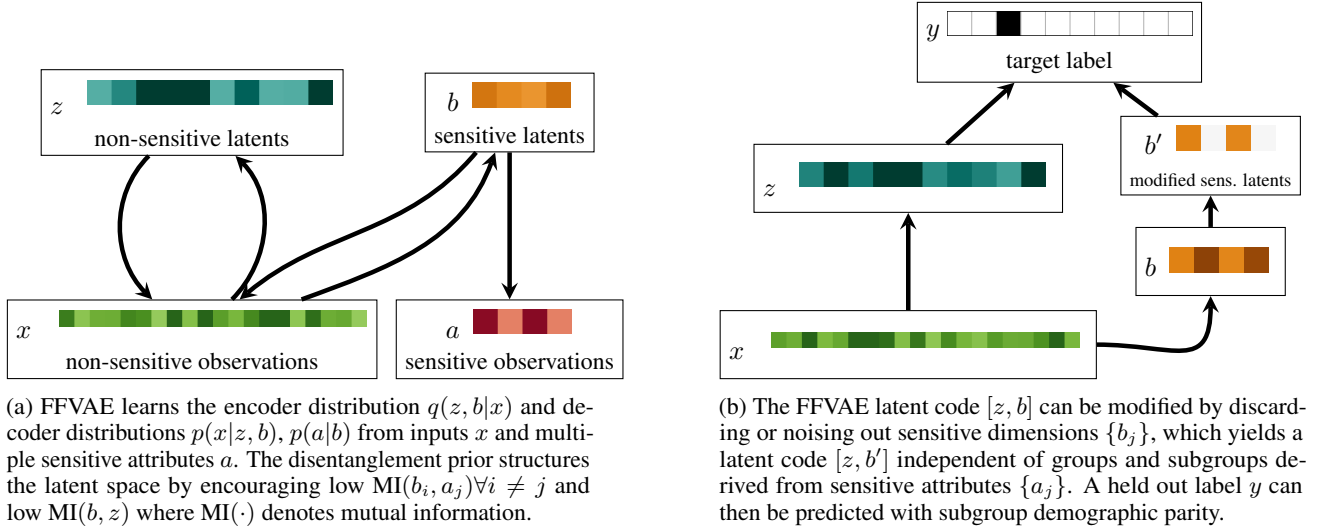 z
non-sensitive latents
b
sensitive latents
x
non-sensitive observations
a
sensitive observations
(a) FFVAE learns the encoder distribution q(z, b|x) and de-
coder distributions p(x|z, b), p(a|b) from inputs x and multi-
ple sensitive attributes a. The disentanglement prior structures
the latent space by encouraging low MI(b_i, a_j)∀i ≠ j and
low MI(b, z) where MI(·) denotes mutual information.
y
target label
z
b′
modified sens. latents
b
x
(b) The FFVAE latent code [z, b] can be modified by discard-
ing or noising out sensitive dimensions {b_j}, which yields a
latent code [z, b′] independent of groups and subgroups de-
rived from sensitive attributes {a_j}. A held out label y can
then be predicted with subgroup demographic parity.